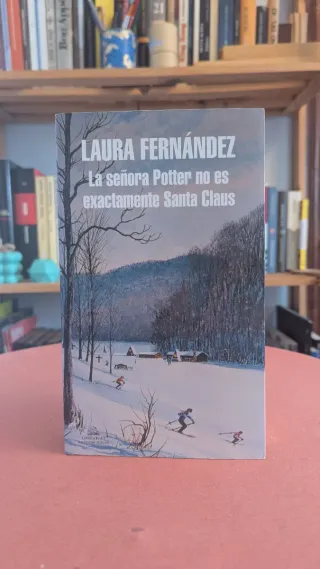 LAURA FERNÁNDEZ
La señora Potter no es
exactamente Santa Claus